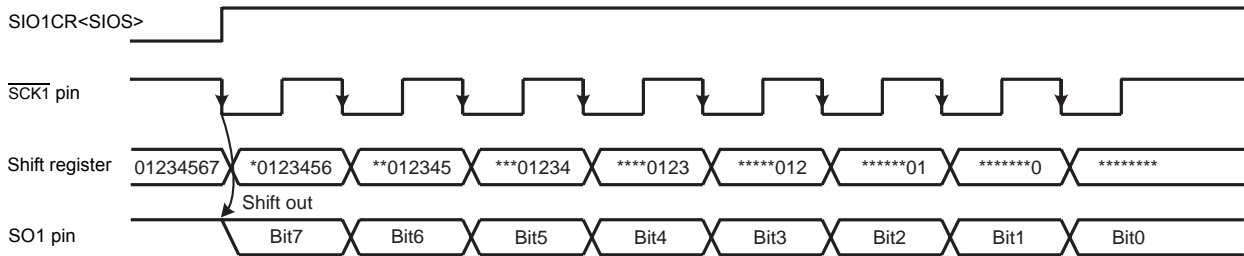 SIO1CR<SIOS>
SCK1 pin
Shift register 01234567 *0123456 **012345 ***01234 ****0123 *****012 ******01 *******0 ********
Shift out
SO1 pin Bit7 Bit6 Bit5 Bit4 Bit3 Bit2 Bit1 Bit0